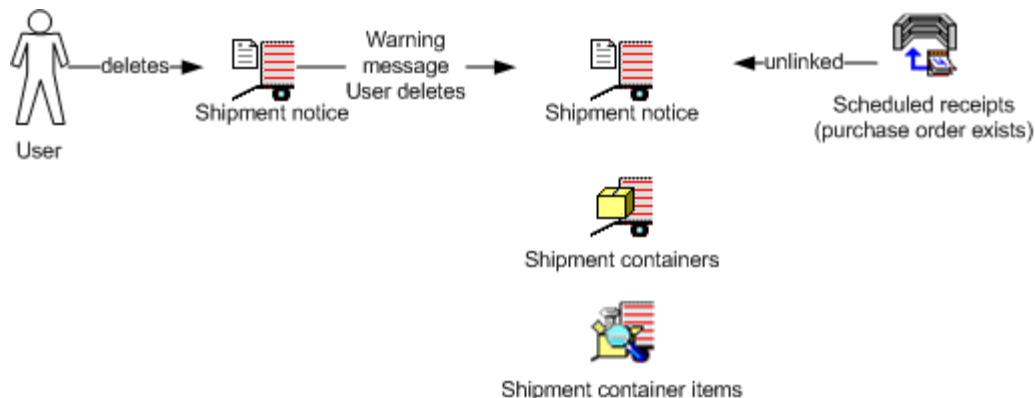 User
deletes
Shipment notice
Warning
message
User deletes
Shipment notice
unlinked
Scheduled receipts
(purchase order exists)
Shipment containers
Shipment container items